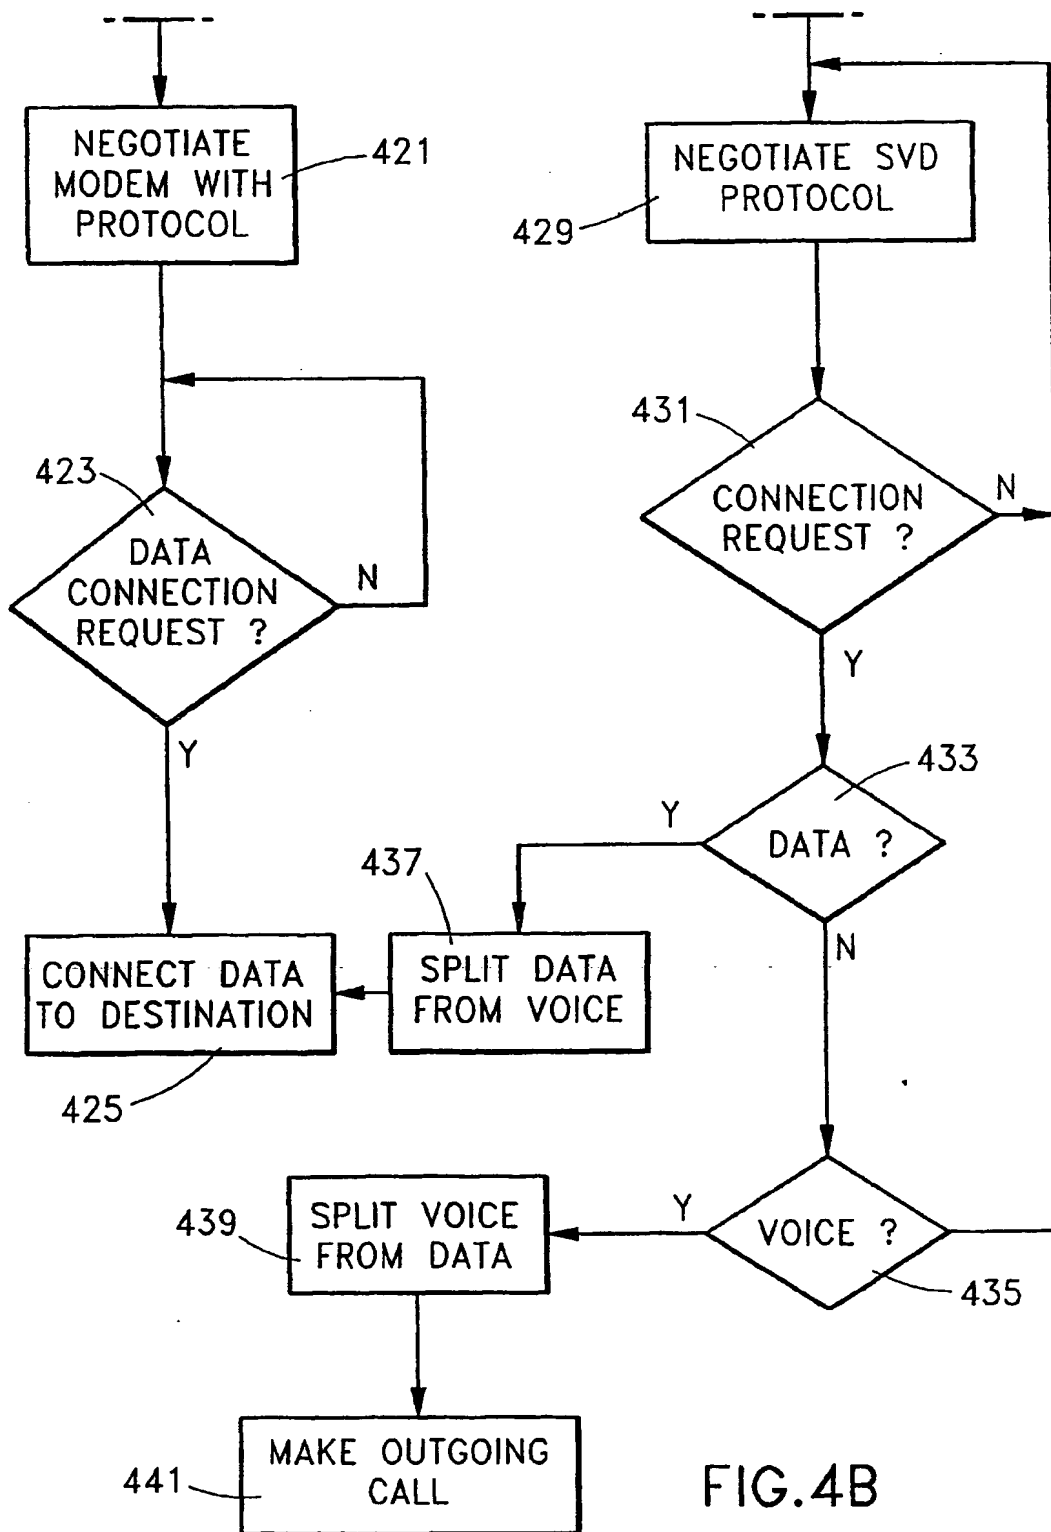 NEGOTIATE
MODEM WITH
PROTOCOL
421
423
DATA
CONNECTION
REQUEST ?
N
Y
CONNECT DATA
TO DESTINATION
425
NEGOTIATE SVD
PROTOCOL
429
431
CONNECTION
REQUEST ?
N
Y
433
DATA ?
Y
N
437
SPLIT DATA
FROM VOICE
VOICE ?
Y
435
439
SPLIT VOICE
FROM DATA
441
MAKE OUTGOING
CALL
FIG.4B